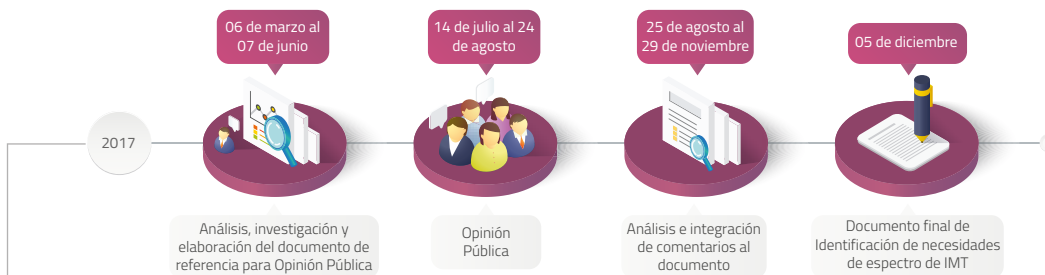 06 de marzo al
07 de junio
14 de julio al 24
de agosto
25 de agosto al
29 de noviembre
05 de diciembre
2017
Análisis, investigación y
elaboración del documento de
referencia para Opinión Pública
Opinión
Pública
Análisis e integración
de comentarios al
documento
Documento final de
Identificación de necesidades
de espectro de IMT